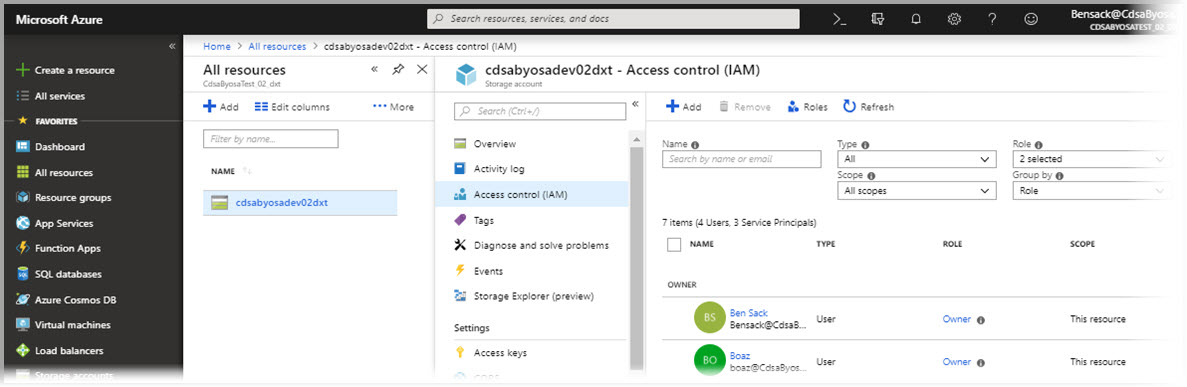 Microsoft Azure
Search resources, services, and docs
Bensack@CdsaByosa
CDSABYOSATEST_02_
«
Create a resource
All services
FAVORITES
Dashboard
All resources
Resource groups
App Services
Function Apps
SQL databases
Azure Cosmos DB
Virtual machines
Load balancers
Storage accounts
Home > All resources > cdsabyosadev02dxt - Access control (IAM)
All resources
CdsaByosaTest_02_dxt
«
Add Edit columns ••• More
Filter by name...
NAME
cdsabyosadev02dxt
cdsabyosadev02dxt - Access control (IAM)
Storage account
Search (Ctrl+/)
«
Overview
Activity log
Access control (IAM)
Tags
Diagnose and solve problems
Events
Storage Explorer (preview)
Settings
Access keys
CORS
Add Remove Roles Refresh
Name Type Role
Search by name or email All 2 selected
Scope Group by
All scopes Role
7 items (4 Users, 3 Service Principals)
NAME TYPE ROLE SCOPE
OWNER
BS Ben Sack User Owner This resource
Bensack@CdsaB...
BO Boaz User Owner This resource
boaz@CdsaByos...